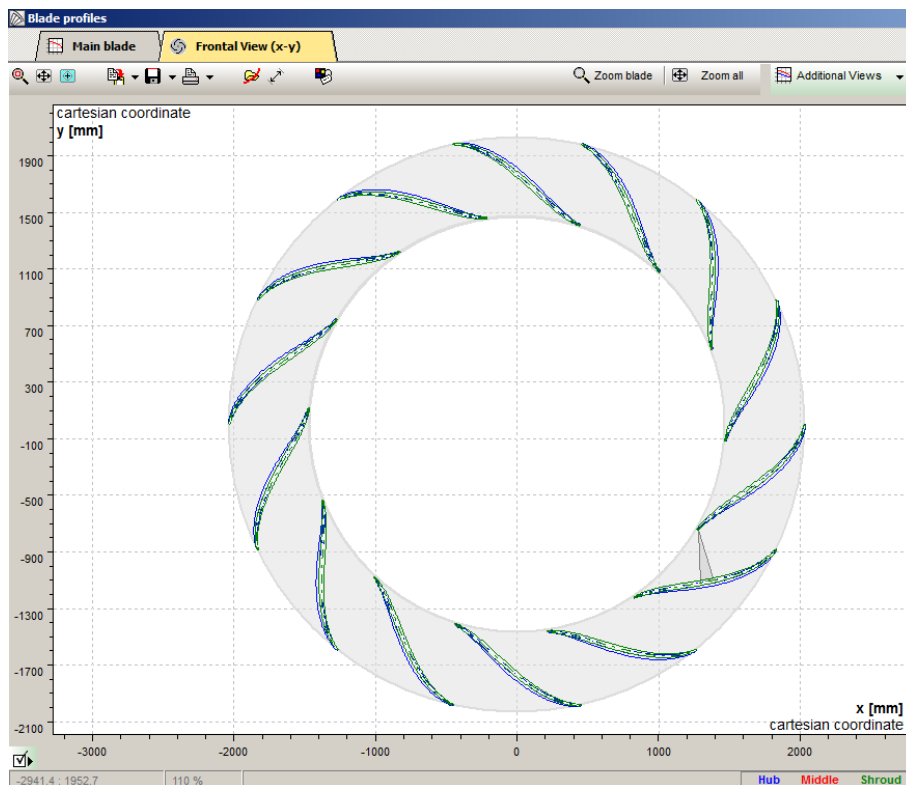 Blade profiles
Main blade
Frontal View (x-y)
Zoom blade
Zoom all
Additional Views
cartesian coordinate
y [mm]
1900
1500
1100
700
300
-100
-500
-900
-1300
-1700
-2100
x [mm]
cartesian coordinate
-3000
-2000
-1000
0
1000
2000
-2941.4 : 1952.7
110 %
Hub
Middle
Shroud